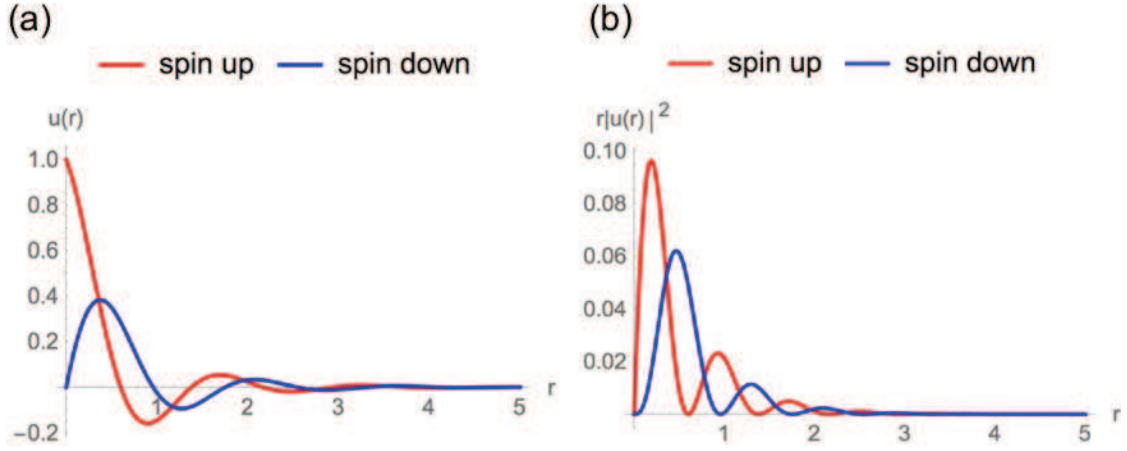 (a)
spin up spin down
u(r)
1.0
0.8
0.6
0.4
0.2
-0.2
1 2 3 4 5 r
(b)
spin up spin down
r|u(r)|²
0.10
0.08
0.06
0.04
0.02
1 2 3 4 5 r